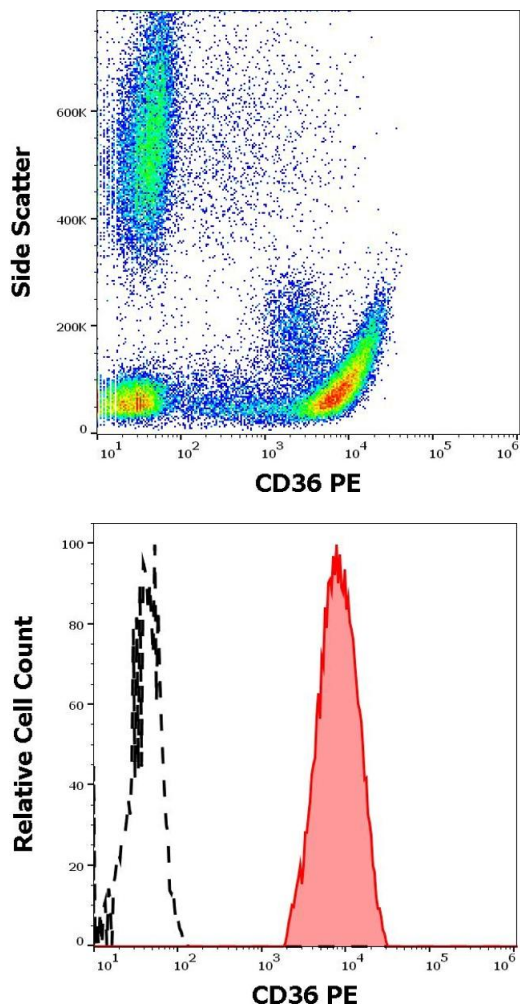 Side Scatter
600K
400K
200K
0
10¹ 10² 10³ 10⁴ 10⁵ 10⁶
CD36 PE
Relative Cell Count
100
80
60
40
20
0
10¹ 10² 10³ 10⁴ 10⁵ 10⁶
CD36 PE